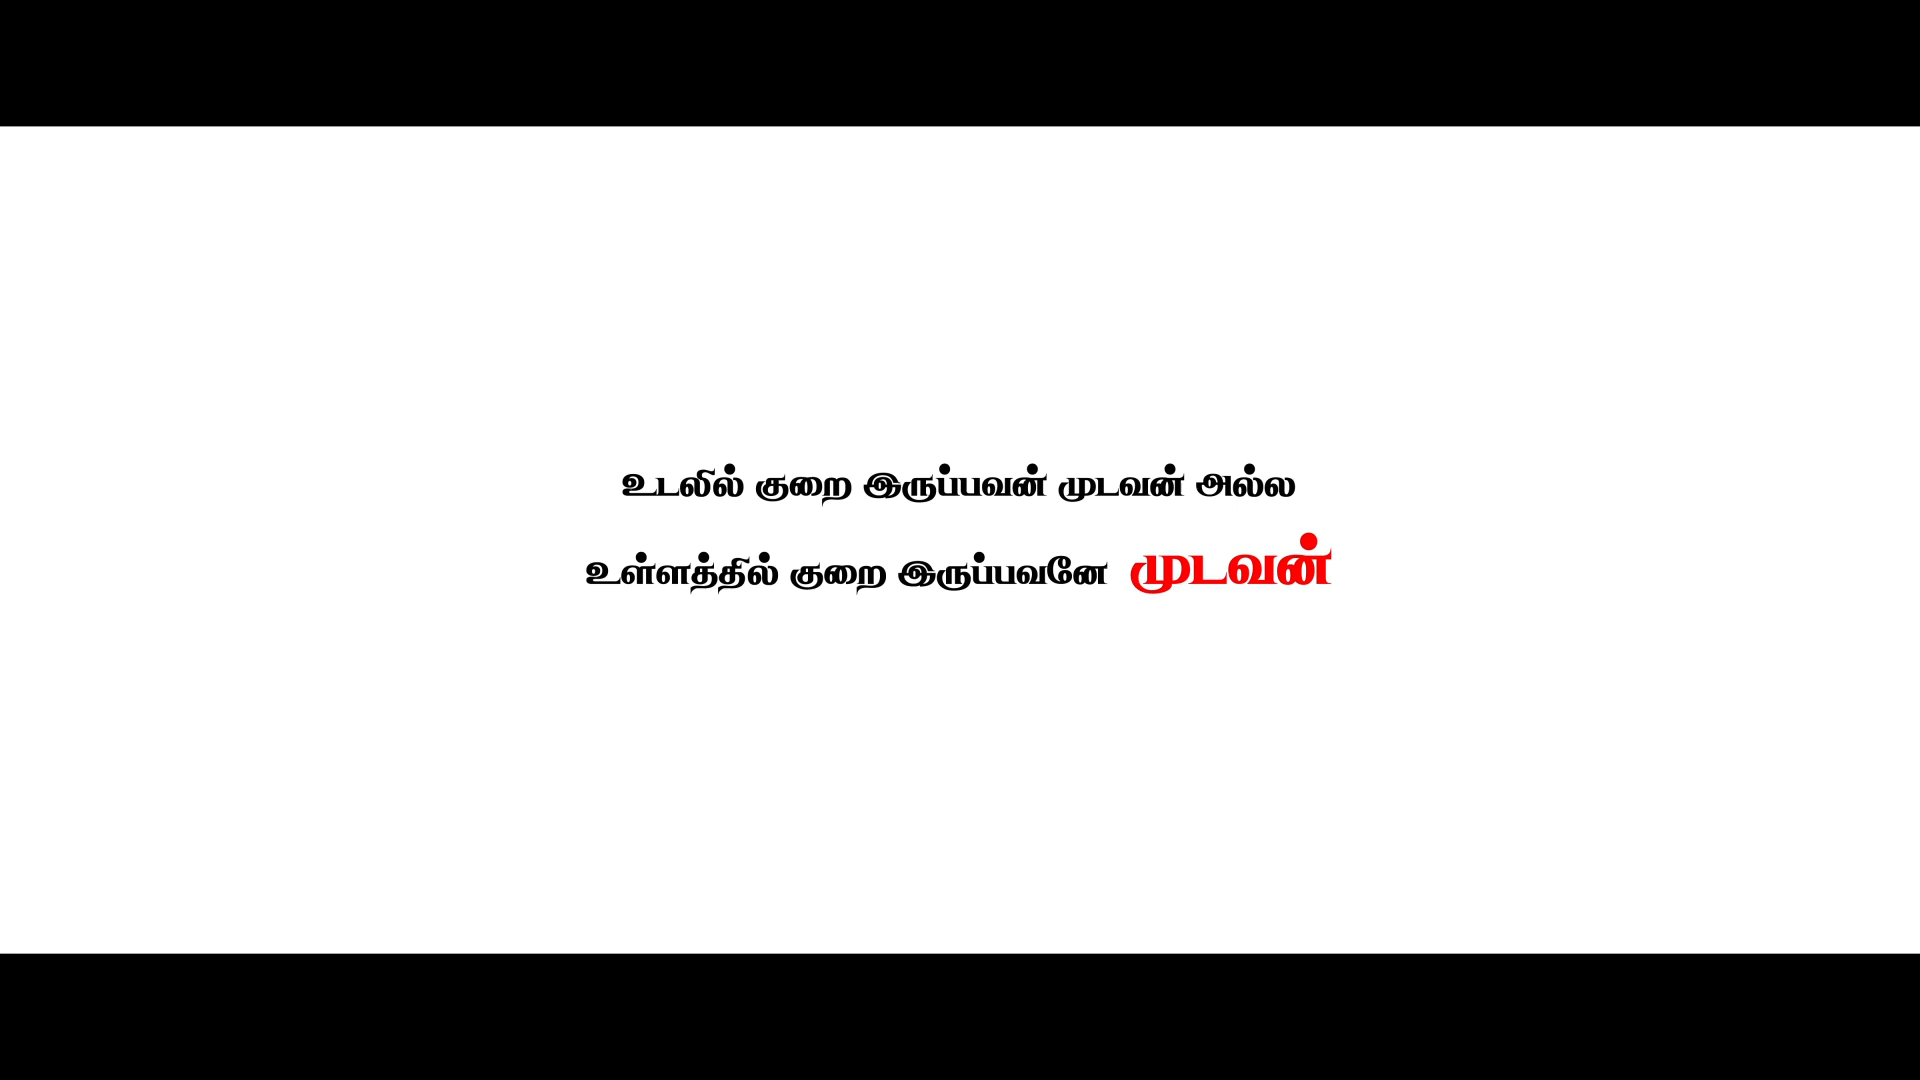 உடலில் குறை இருப்பவன் முடவன் அல்ல
உள்ளத்தில் குறை இருப்பவனே முடவன்